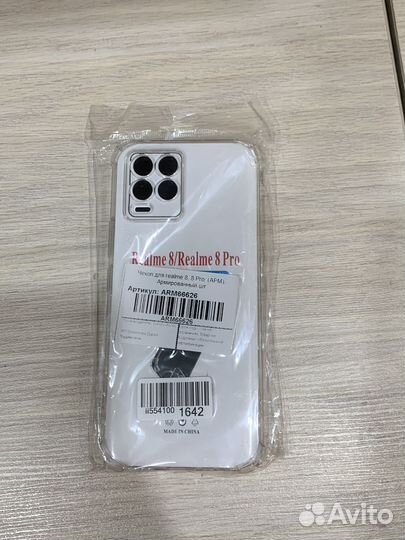 Realme 8/Realme 8 Pro
Чехол для realme 8, 8 Pro (АРМ)
Армированный, шт
Артикул: ARM66626
ARM66626
ii554100 1642
MADE IN CHINA
Avito